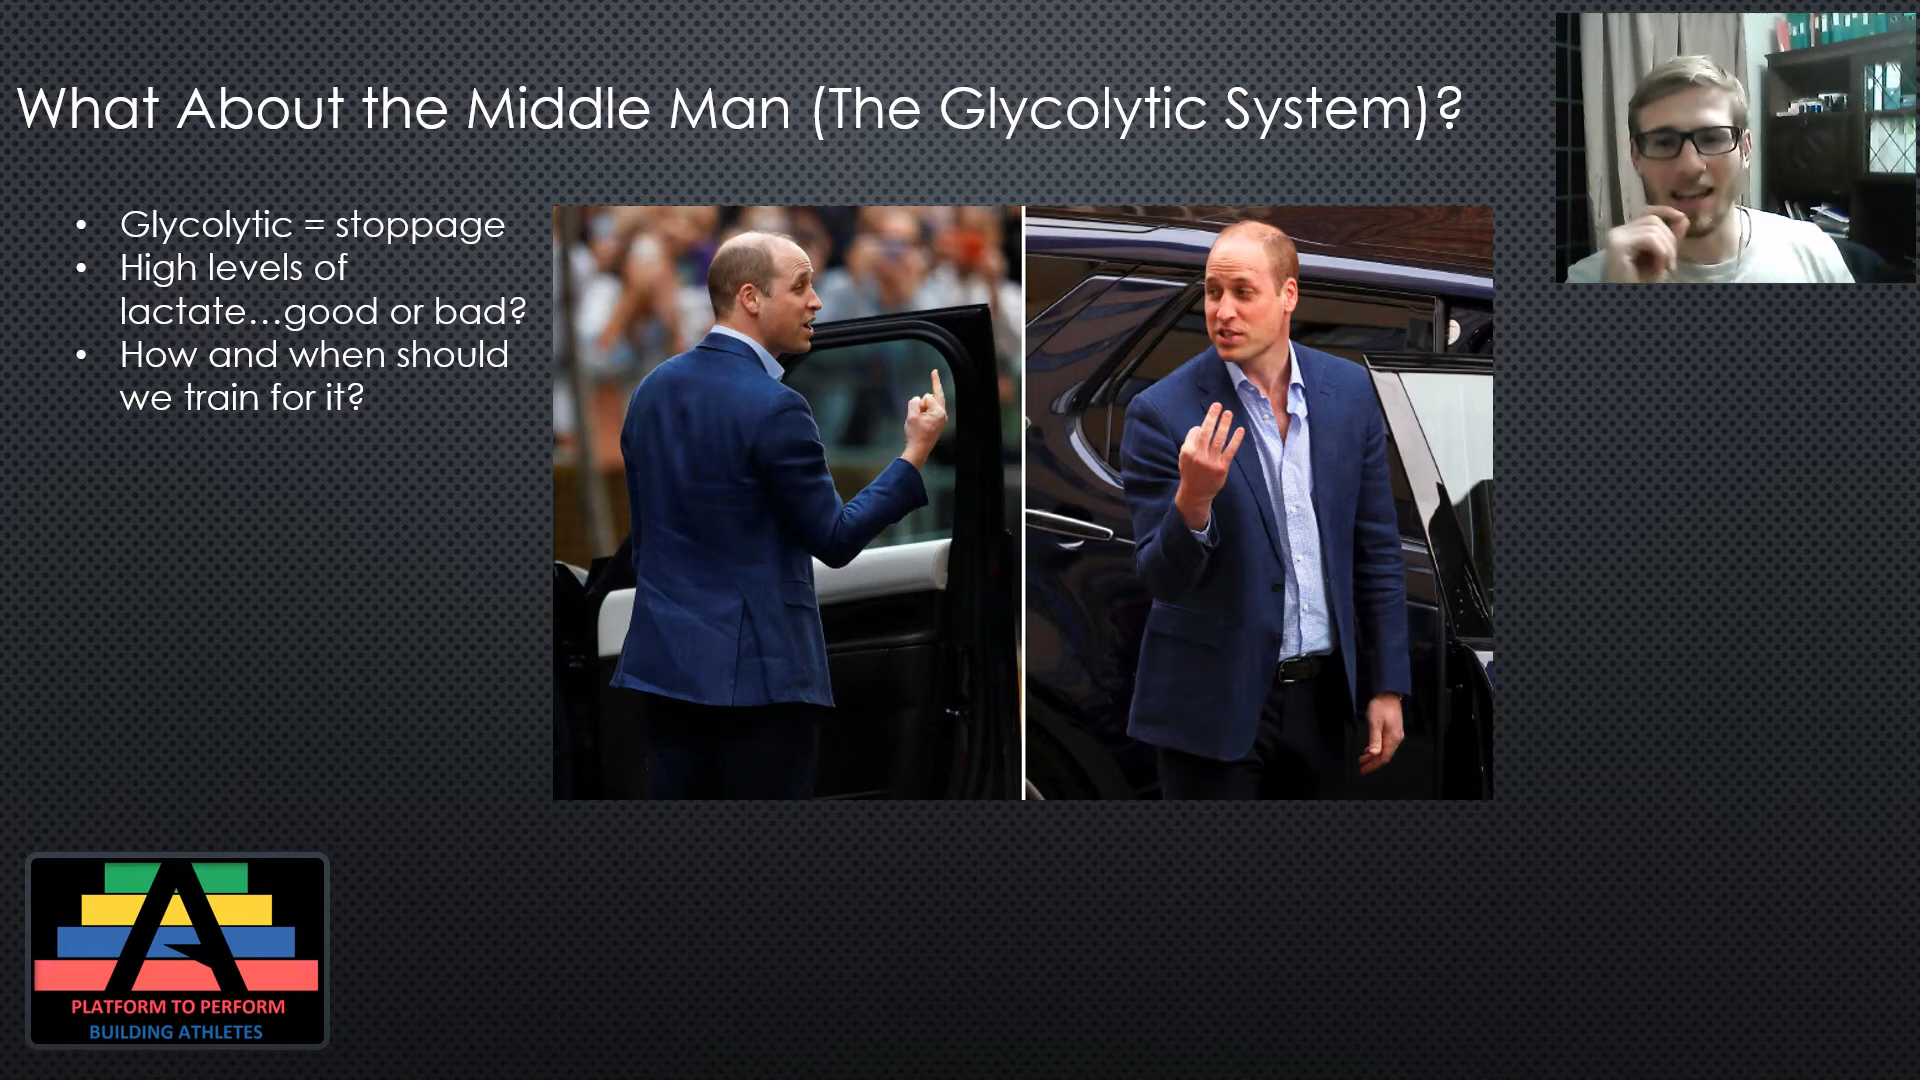 What About the Middle Man (The Glycolytic System)?
• Glycolytic = stoppage
• High levels of
lactate...good or bad?
• How and when should
we train for it?
PLATFORM TO PERFORM
BUILDING ATHLETES